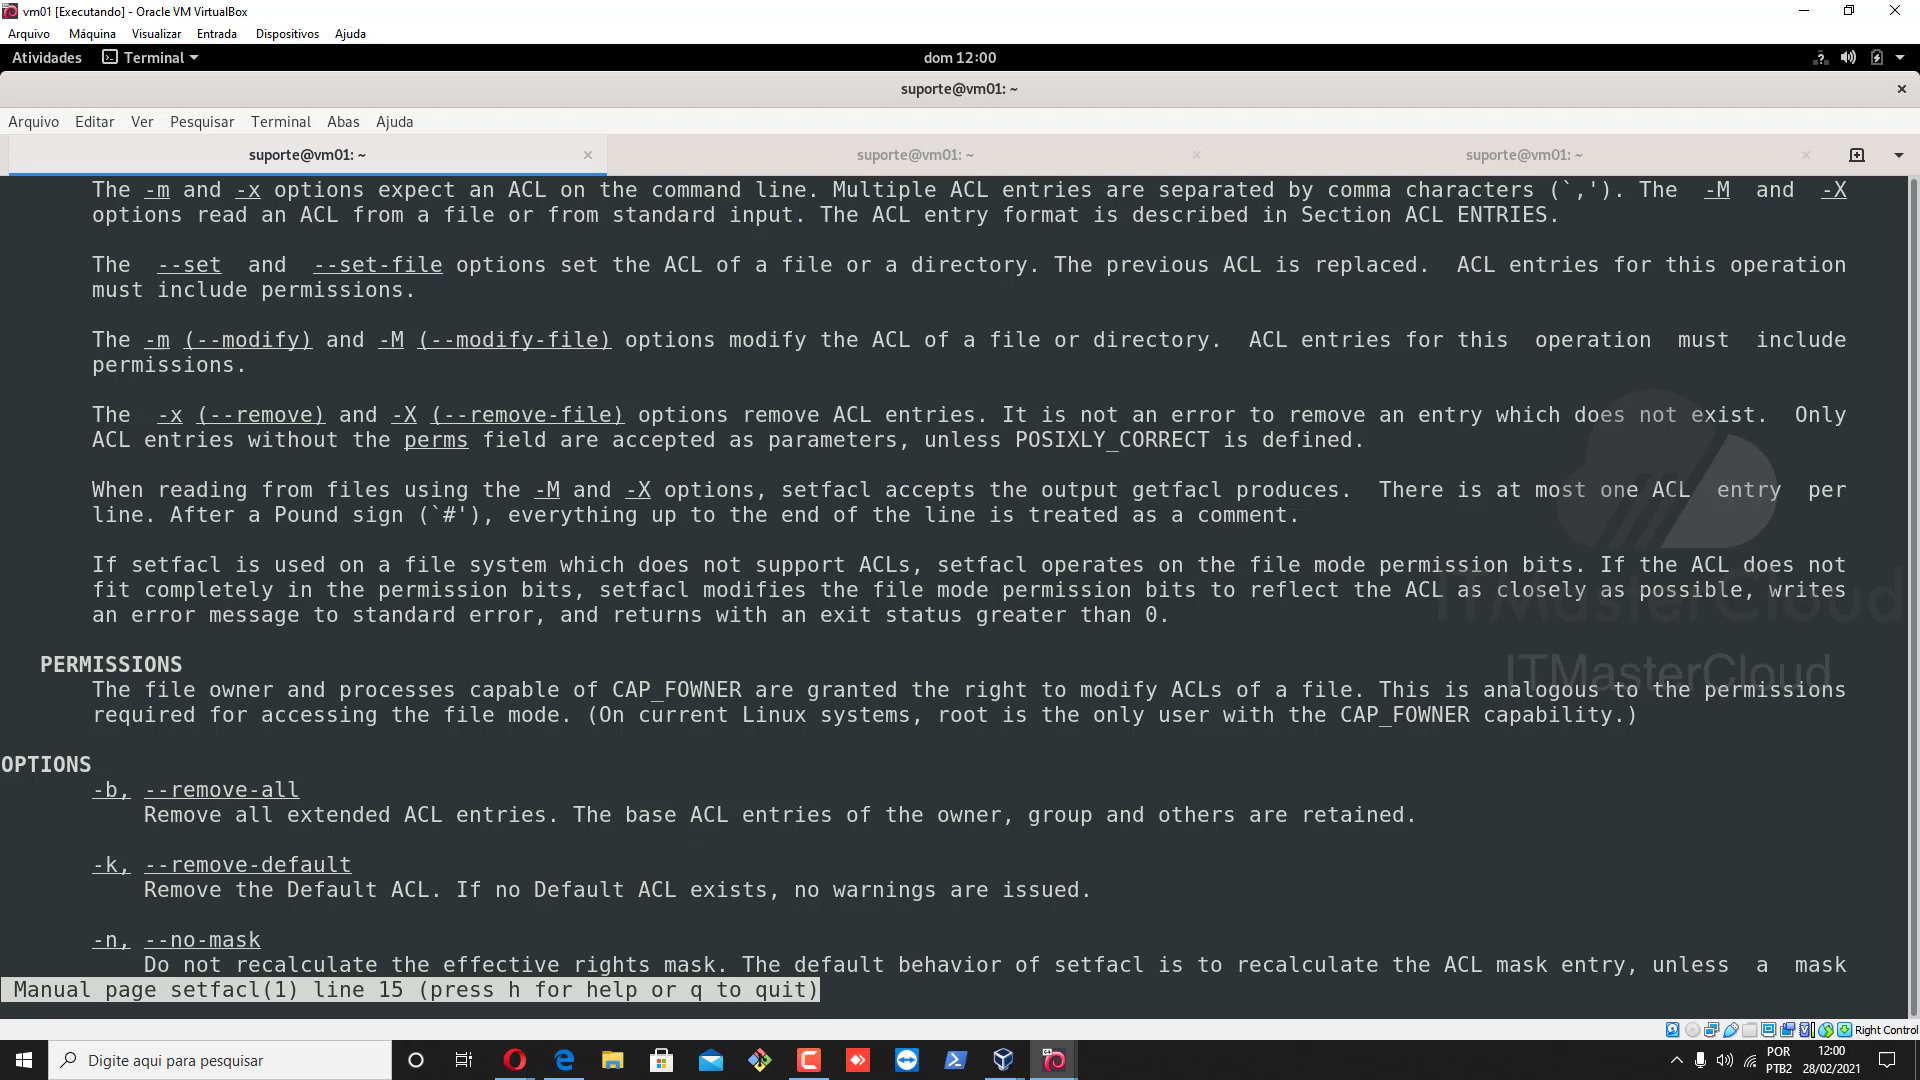 vm01 [Executando] - Oracle VM VirtualBox
Arquivo Máquina Visualizar Entrada Dispositivos Ajuda
Atividades Terminal dom 12:00
suporte@vm01: ~
Arquivo Editar Ver Pesquisar Terminal Abas Ajuda
suporte@vm01: ~ suporte@vm01: ~ suporte@vm01: ~
The -m and -x options expect an ACL on the command line. Multiple ACL entries are separated by comma characters (`,'). The -M and -X
options read an ACL from a file or from standard input. The ACL entry format is described in Section ACL ENTRIES.
The --set and --set-file options set the ACL of a file or a directory. The previous ACL is replaced. ACL entries for this operation
must include permissions.
The -m (--modify) and -M (--modify-file) options modify the ACL of a file or directory. ACL entries for this operation must include
permissions.
The -x (--remove) and -X (--remove-file) options remove ACL entries. It is not an error to remove an entry which does not exist. Only
ACL entries without the perms field are accepted as parameters, unless POSIXLY_CORRECT is defined.
When reading from files using the -M and -X options, setfacl accepts the output getfacl produces. There is at most one ACL entry per
line. After a Pound sign (`#'), everything up to the end of the line is treated as a comment.
If setfacl is used on a file system which does not support ACLs, setfacl operates on the file mode permission bits. If the ACL does not
fit completely in the permission bits, setfacl modifies the file mode permission bits to reflect the ACL as closely as possible, writes
an error message to standard error, and returns with an exit status greater than 0.
ITMasterCloud
PERMISSIONS
ITMasterCloud
The file owner and processes capable of CAP_FOWNER are granted the right to modify ACLs of a file. This is analogous to the permissions
required for accessing the file mode. (On current Linux systems, root is the only user with the CAP_FOWNER capability.)
OPTIONS
-b, --remove-all
Remove all extended ACL entries. The base ACL entries of the owner, group and others are retained.
-k, --remove-default
Remove the Default ACL. If no Default ACL exists, no warnings are issued.
-n, --no-mask
Do not recalculate the effective rights mask. The default behavior of setfacl is to recalculate the ACL mask entry, unless a mask
Manual page setfacl(1) line 15 (press h for help or q to quit)
Right Control
Digite aqui para pesquisar
POR 12:00
PTB2 28/02/2021